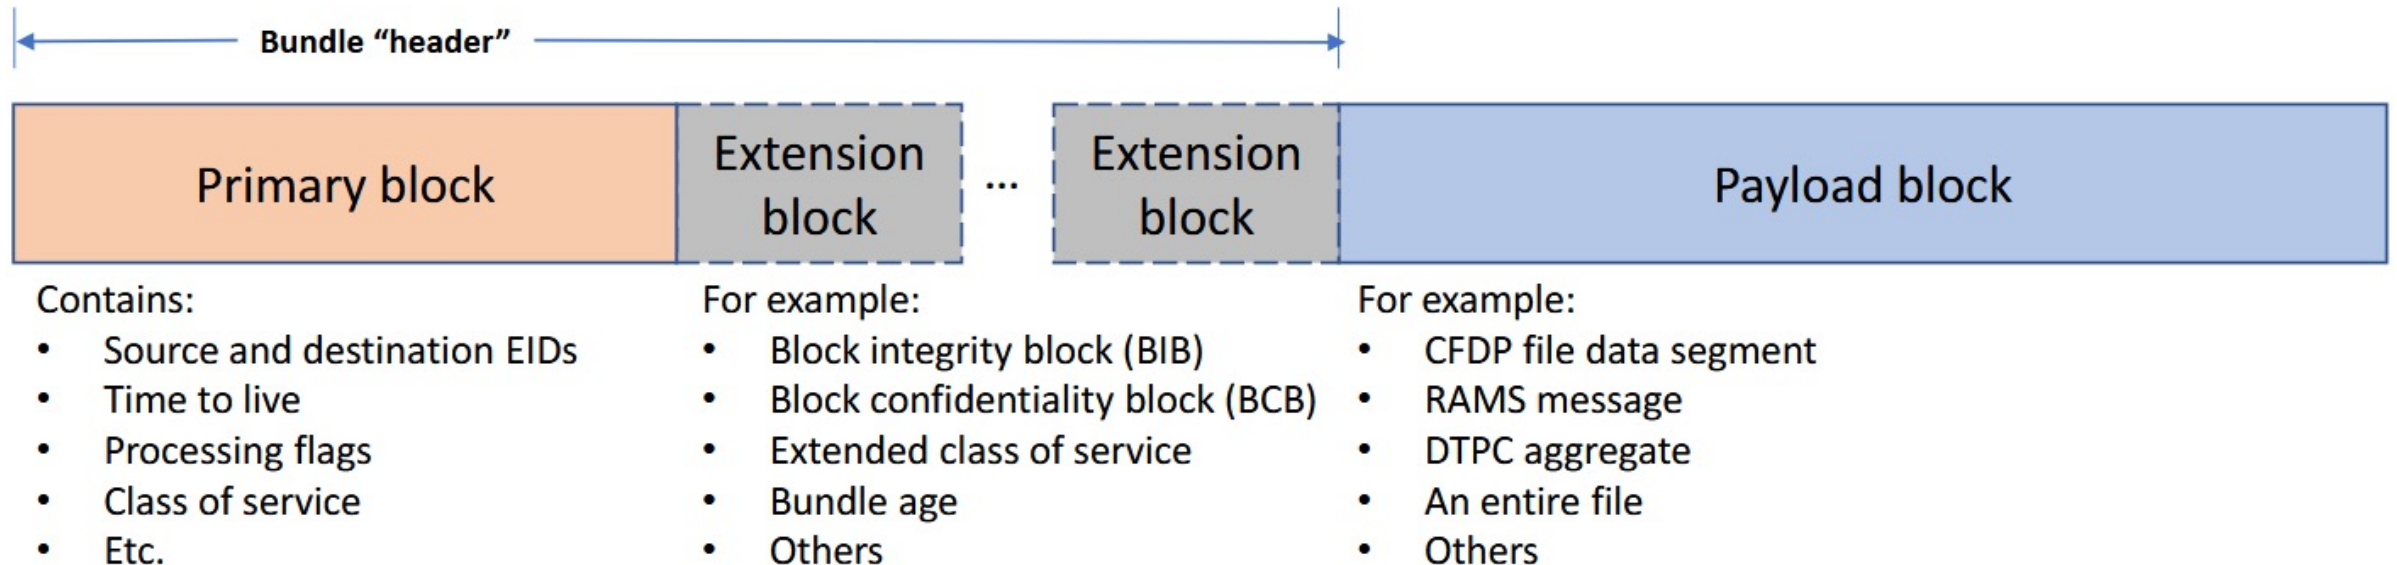 Bundle “header”
Primary block
Extension
block
...
Extension
block
Payload block
Contains:
• Source and destination EIDs
• Time to live
• Processing flags
• Class of service
• Etc.
For example:
• Block integrity block (BIB)
• Block confidentiality block (BCB)
• Extended class of service
• Bundle age
• Others
For example:
• CFDP file data segment
• RAMS message
• DTPC aggregate
• An entire file
• Others